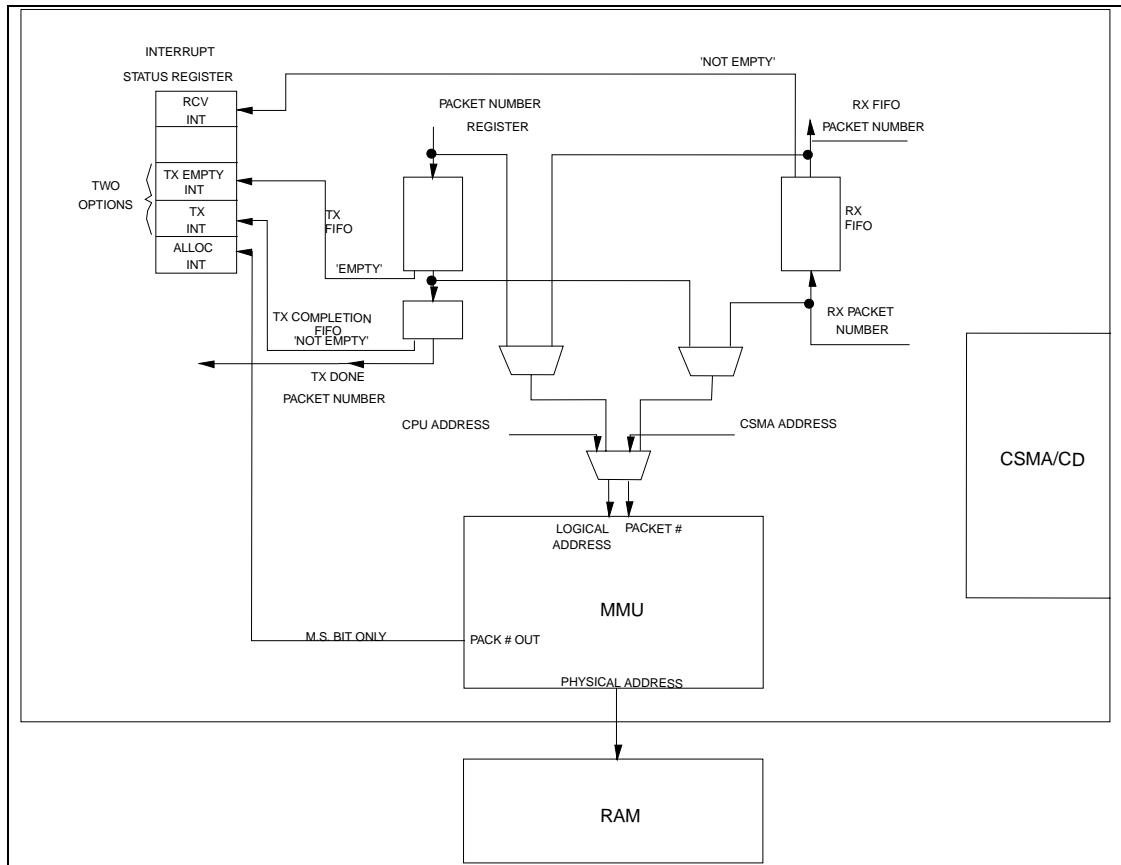 INTERRUPT
STATUS REGISTER
RCV
INT
TX EMPTY
INT
TX
INT
ALLOC
INT
TWO
OPTIONS
'NOT EMPTY'
PACKET NUMBER
REGISTER
RX FIFO
PACKET NUMBER
TX
FIFO
RX
FIFO
'EMPTY'
TX COMPLETION
FIFO
'NOT EMPTY'
TX DONE
PACKET NUMBER
RX PACKET
NUMBER
CPU ADDRESS
CSMA ADDRESS
CSMA/CD
LOGICAL
ADDRESS
PACKET #
MMU
M.S. BIT ONLY
PACK # OUT
PHYSICAL ADDRESS
RAM